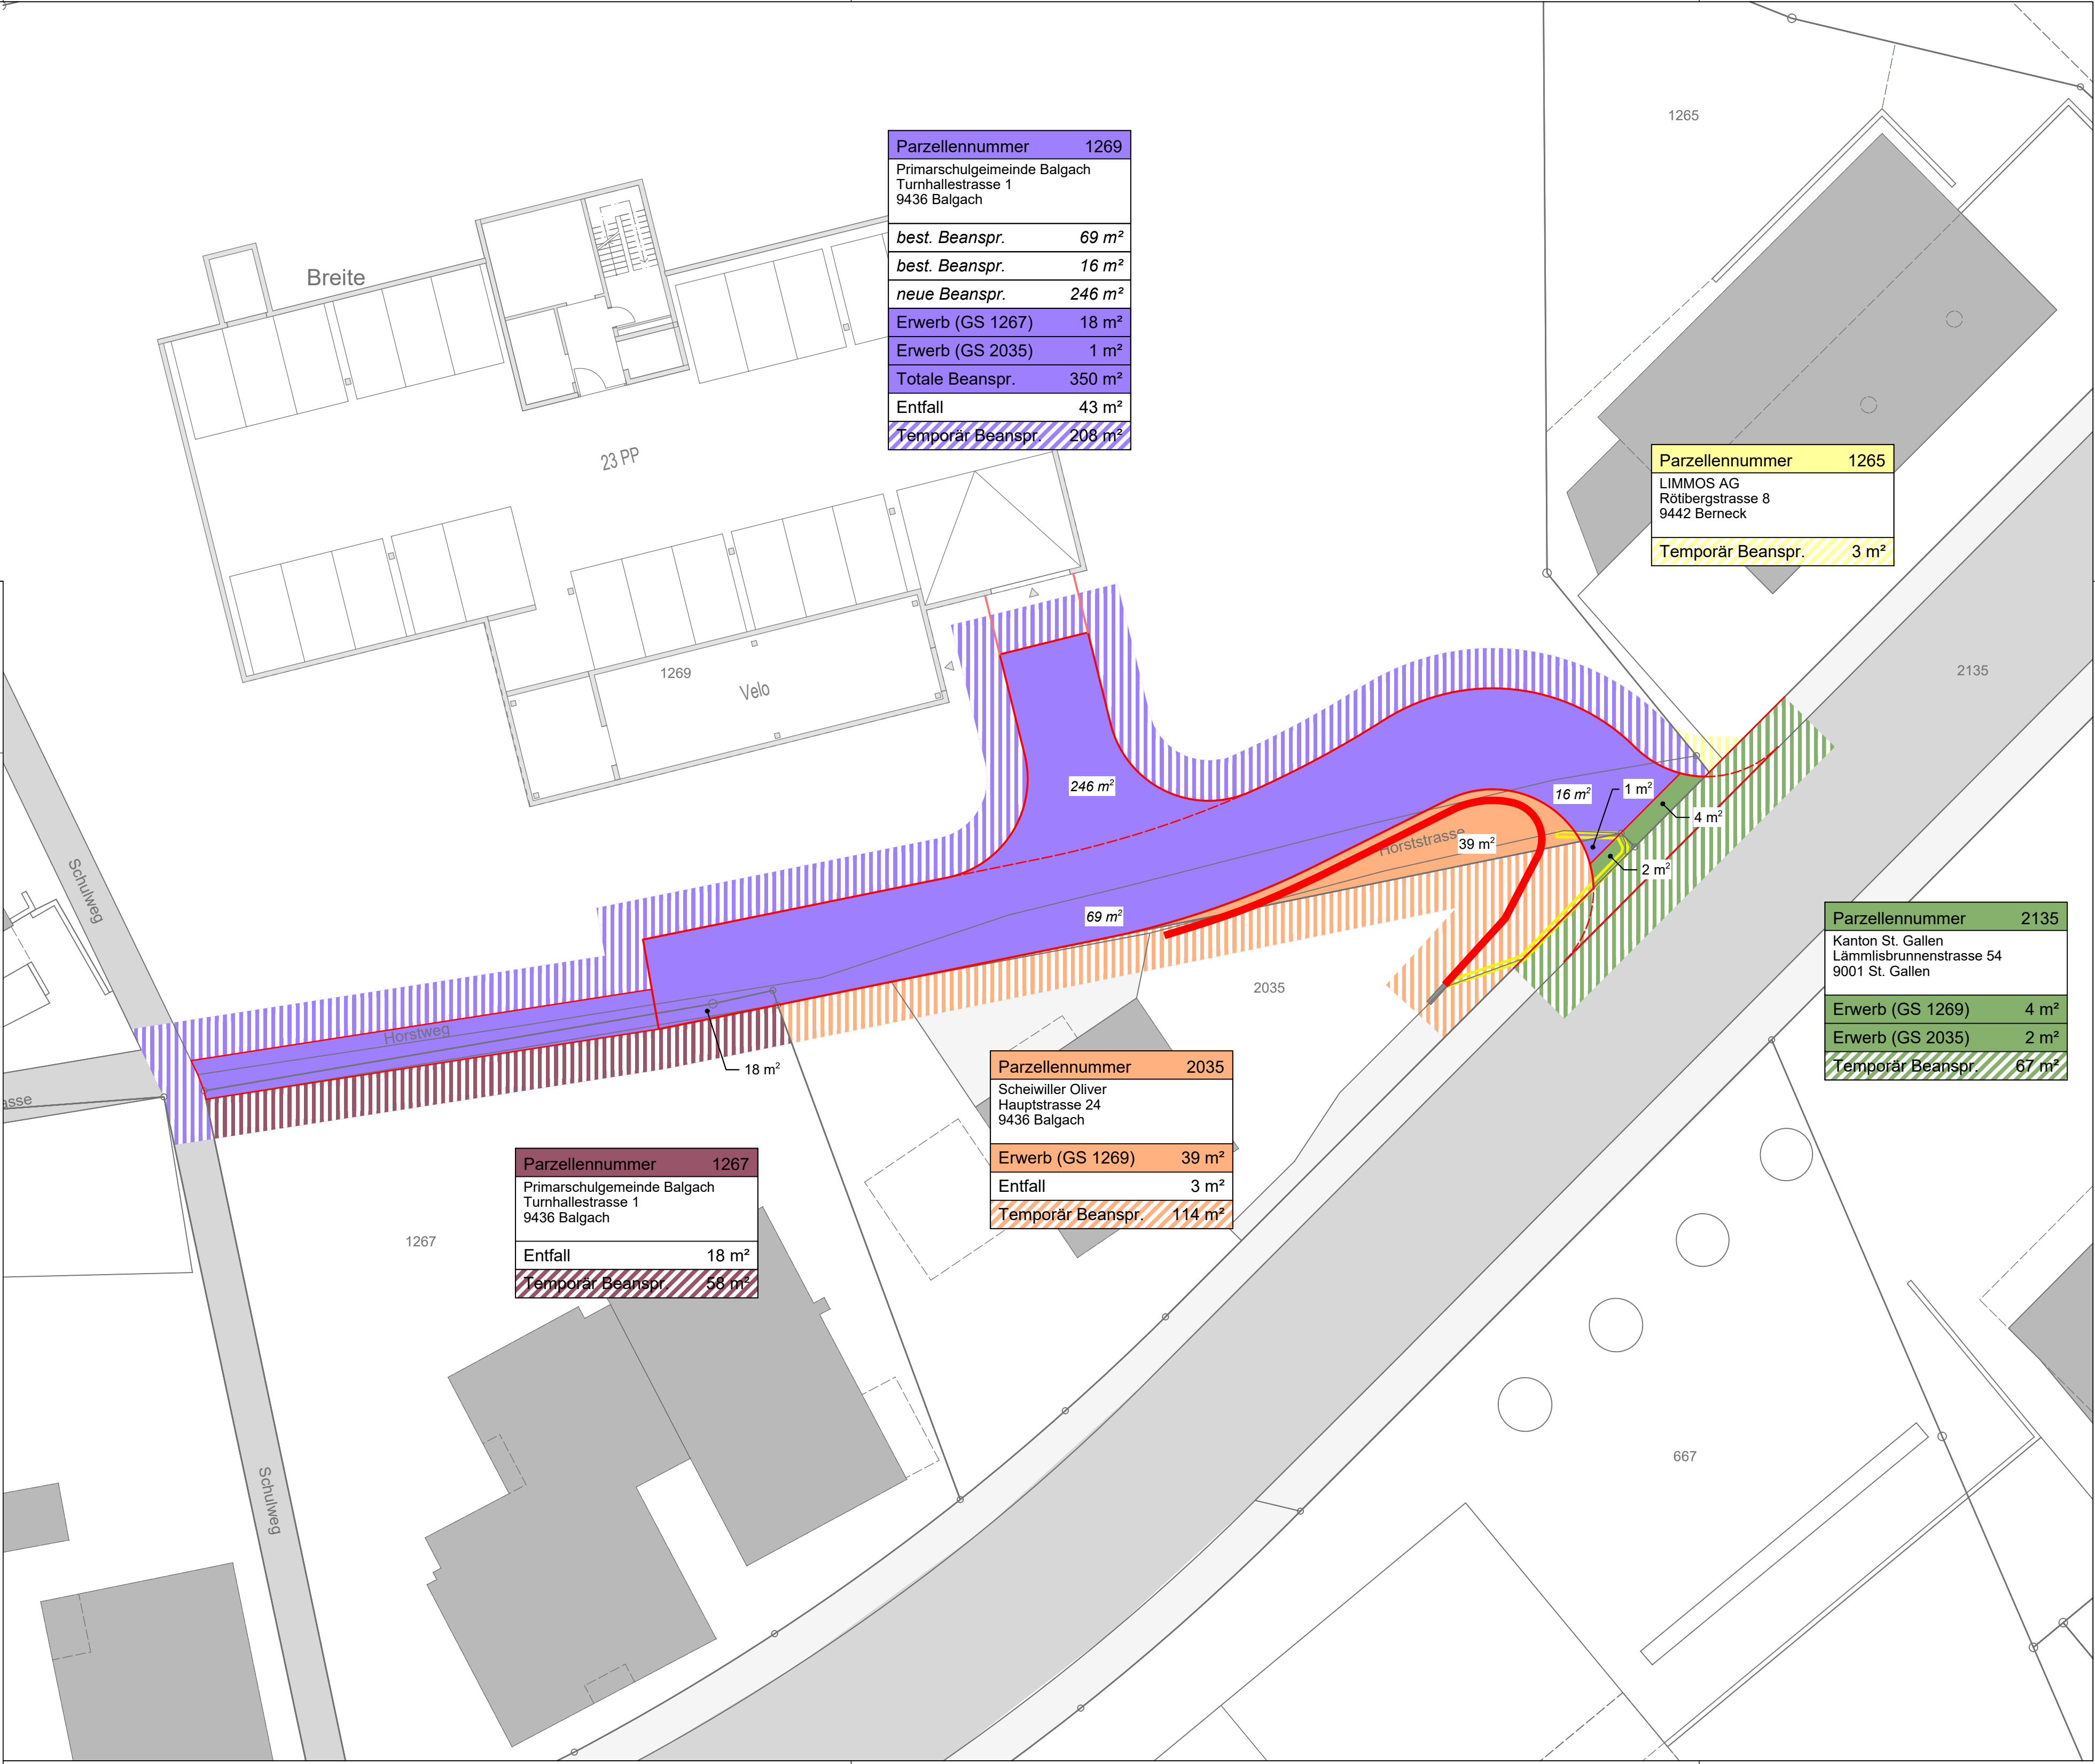 1265
Parzellennummer 1269
Primarschulgeimeinde Balgach
Turnhallestrasse 1
9436 Balgach
best. Beanspr. 69 m²
best. Beanspr. 16 m²
neue Beanspr. 246 m²
Erwerb (GS 1267) 18 m²
Erwerb (GS 2035) 1 m²
Totale Beanspr. 350 m²
Entfall 43 m²
Temporär Beanspr. 208 m²
Breite
23 PP
Parzellennummer 1265
LIMMOS AG
Rötibergstrasse 8
9442 Berneck
Temporär Beanspr. 3 m²
1269
Velo
2135
246 m²
16 m²
1 m²
4 m²
Horststrasse
39 m²
2 m²
Schulweg
69 m²
Parzellennummer 2135
Kanton St. Gallen
Lämmlisbrunnenstrasse 54
9001 St. Gallen
Erwerb (GS 1269) 4 m²
Erwerb (GS 2035) 2 m²
Temporär Beanspr. 67 m²
2035
Horstweg
18 m²
asse
Parzellennummer 2035
Scheiwiller Oliver
Hauptstrasse 24
9436 Balgach
Erwerb (GS 1269) 39 m²
Entfall 3 m²
Temporär Beanspr. 114 m²
Parzellennummer 1267
Primarschulgemeinde Balgach
Turnhallestrasse 1
9436 Balgach
Entfall 18 m²
Temporär Beanspr. 58 m²
1267
667
Schulweg